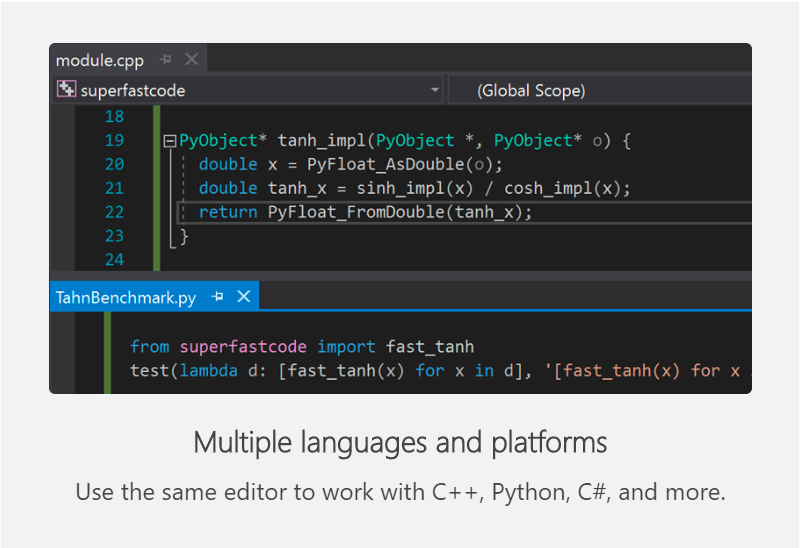 module.cpp
superfastcode (Global Scope)
18
19 PyObject* tanh_impl(PyObject *, PyObject* o) {
20 double x = PyFloat_AsDouble(o);
21 double tanh_x = sinh_impl(x) / cosh_impl(x);
22 return PyFloat_FromDouble(tanh_x);
23 }
24
TahnBenchmark.py
from superfastcode import fast_tanh
test(lambda d: [fast_tanh(x) for x in d], '[fast_tanh(x) for x
Multiple languages and platforms
Use the same editor to work with C++, Python, C#, and more.